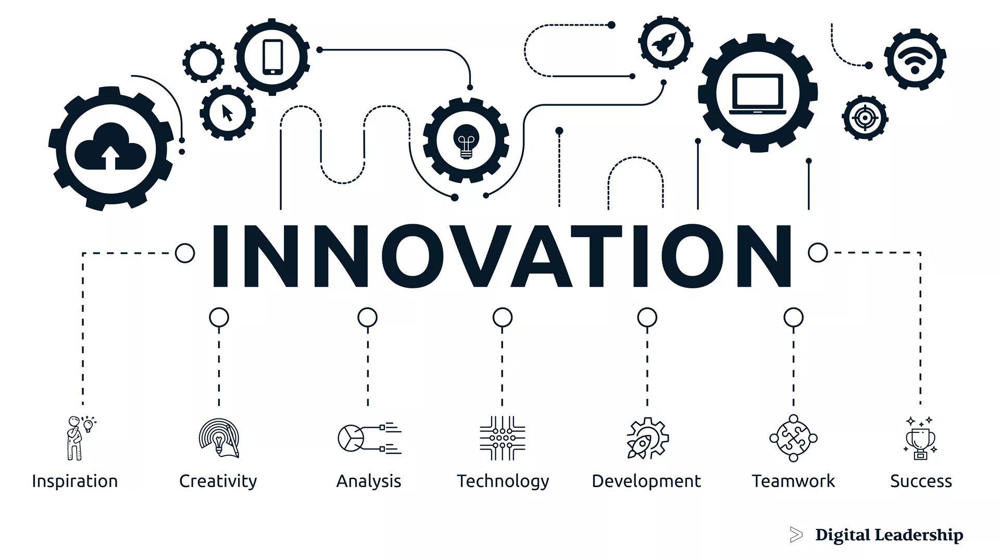 INNOVATION
Inspiration
Creativity
Analysis
Technology
Development
Teamwork
Success
Digital Leadership